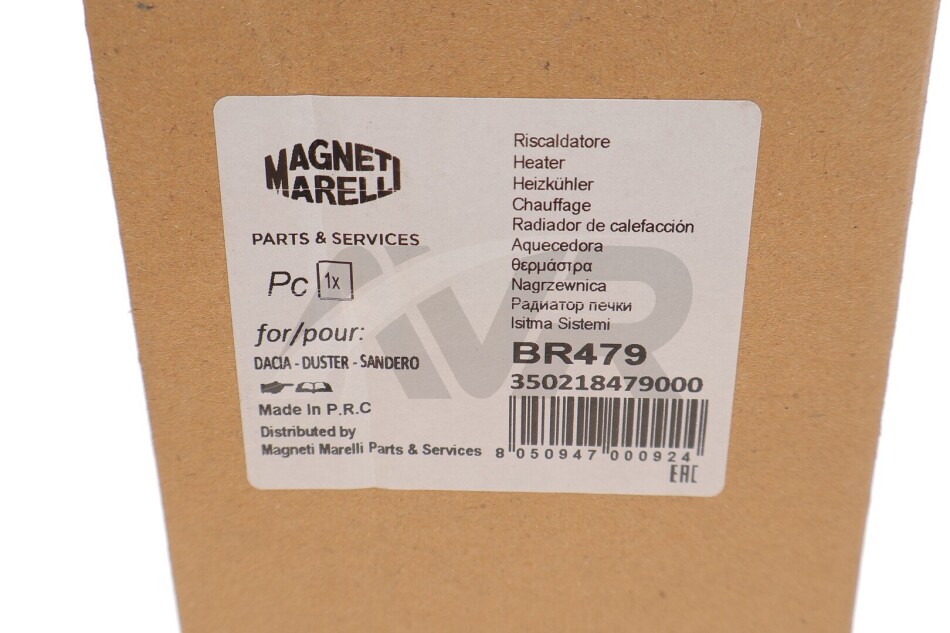 MAGNETI
MARELLI
PARTS & SERVICES
Pc 1x
for/pour:
DACIA - DUSTER - SANDERO
Made In P.R.C
Distributed by
Magneti Marelli Parts & Services
Riscaldatore
Heater
Heizkühler
Chauffage
Radiador de calefacción
Aquecedora
θερμάστρα
Nagrzewnica
Радиатор печки
Isitma Sistemi
BR479
350218479000
8 050947 000924
EAC
iVR